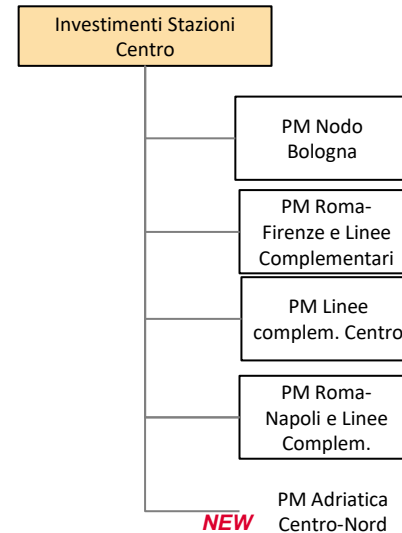 Investimenti Stazioni
Centro
PM Nodo
Bologna
PM Roma-
Firenze e Linee
Complementari
PM Linee
complem. Centro
PM Roma-
Napoli e Linee
Complem.
NEW
PM Adriatica
Centro-Nord